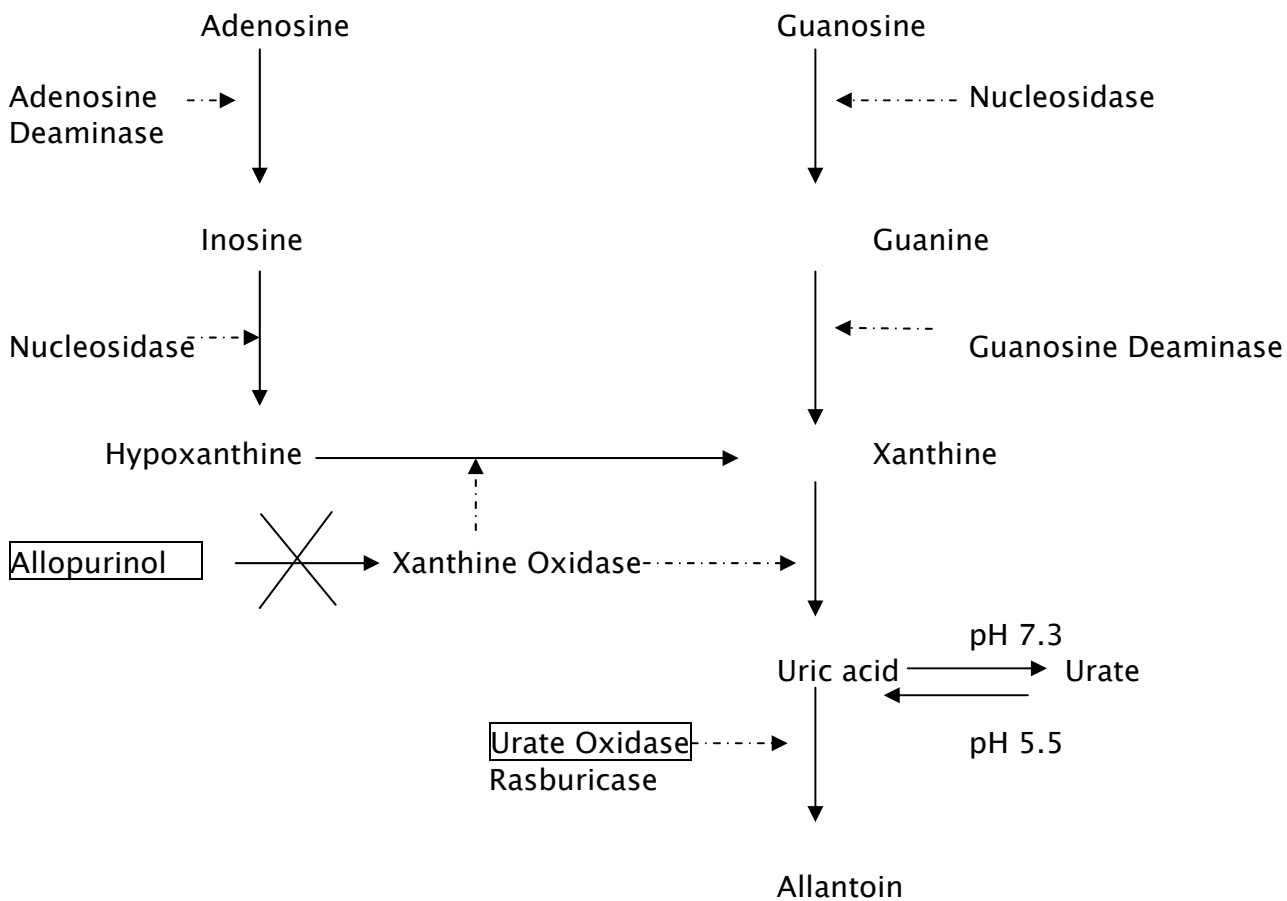 Adenosine
Guanosine
Adenosine
Deaminase
Nucleosidase
Inosine
Guanine
Nucleosidase
Guanosine Deaminase
Hypoxanthine
Xanthine
Allopurinol
Xanthine Oxidase
pH 7.3
Uric acid
Urate
Urate Oxidase
pH 5.5
Rasburicase
Allantoin